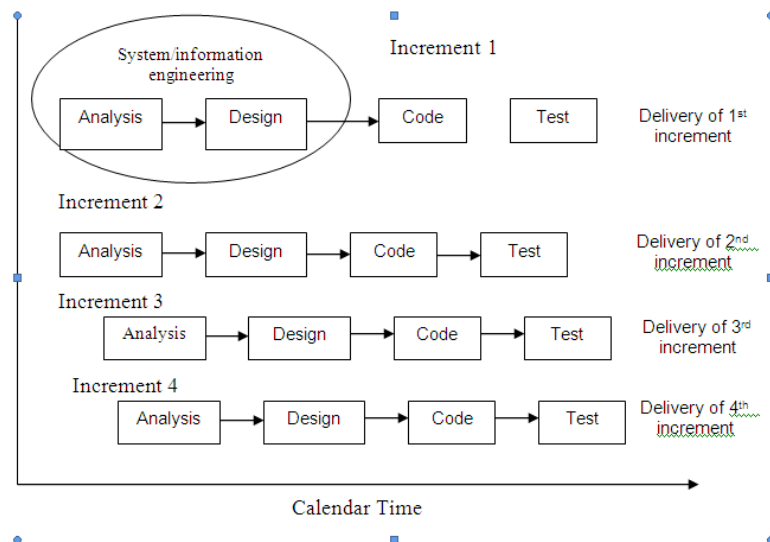 System/information
engineering
Increment 1
Analysis
Design
Code
Test
Delivery of 1st
increment
Increment 2
Analysis
Design
Code
Test
Delivery of 2nd
increment
Increment 3
Analysis
Design
Code
Test
Delivery of 3rd
increment
Increment 4
Analysis
Design
Code
Test
Delivery of 4th
increment
Calendar Time